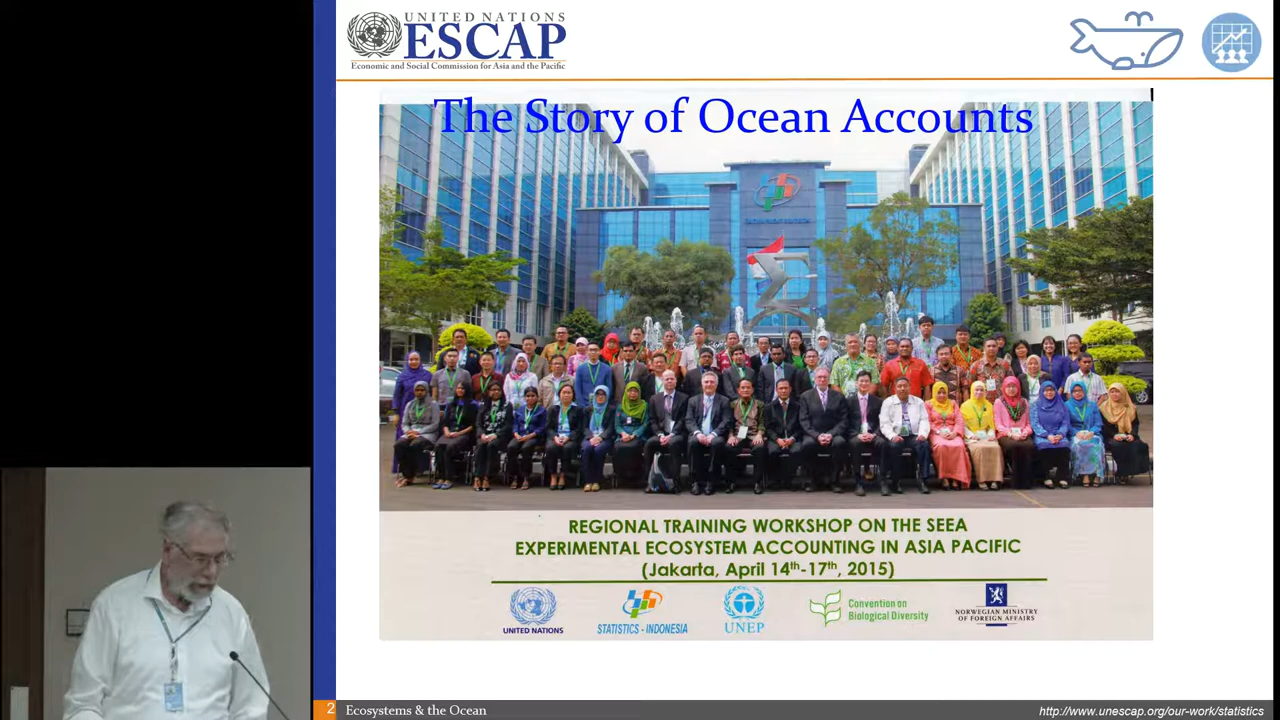 UNITED NATIONS
ESCAP
Economic and Social Commission for Asia and the Pacific
The Story of Ocean Accounts
REGIONAL TRAINING WORKSHOP ON THE SEEA
EXPERIMENTAL ECOSYSTEM ACCOUNTING IN ASIA PACIFIC
(Jakarta, April 14th-17th, 2015)
UNITED NATIONS
STATISTICS - INDONESIA
UNEP
Convention on
Biological Diversity
NORWEGIAN MINISTRY
OF FOREIGN AFFAIRS
2
Ecosystems & the Ocean
http://www.unescap.org/our-work/statistics